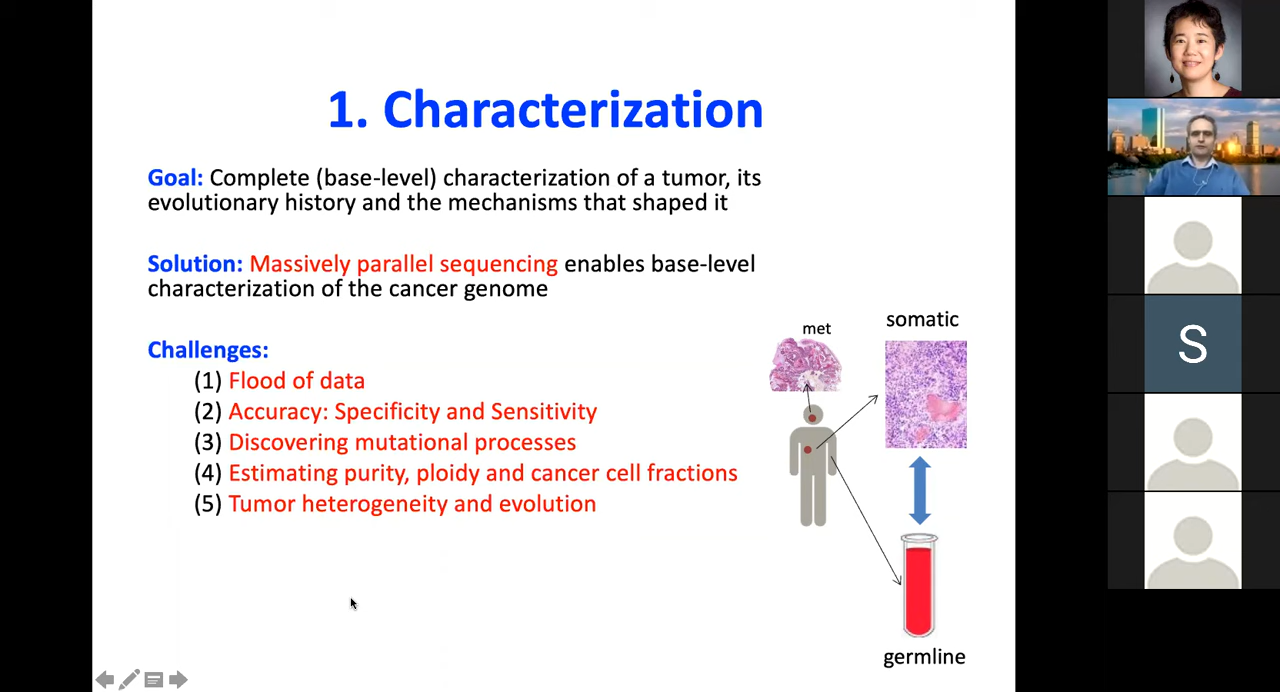 1. Characterization
Goal: Complete (base-level) characterization of a tumor, its
evolutionary history and the mechanisms that shaped it
Solution: Massively parallel sequencing enables base-level
characterization of the cancer genome
Challenges:
(1) Flood of data
(2) Accuracy: Specificity and Sensitivity
(3) Discovering mutational processes
(4) Estimating purity, ploidy and cancer cell fractions
(5) Tumor heterogeneity and evolution
met
somatic
germline
S